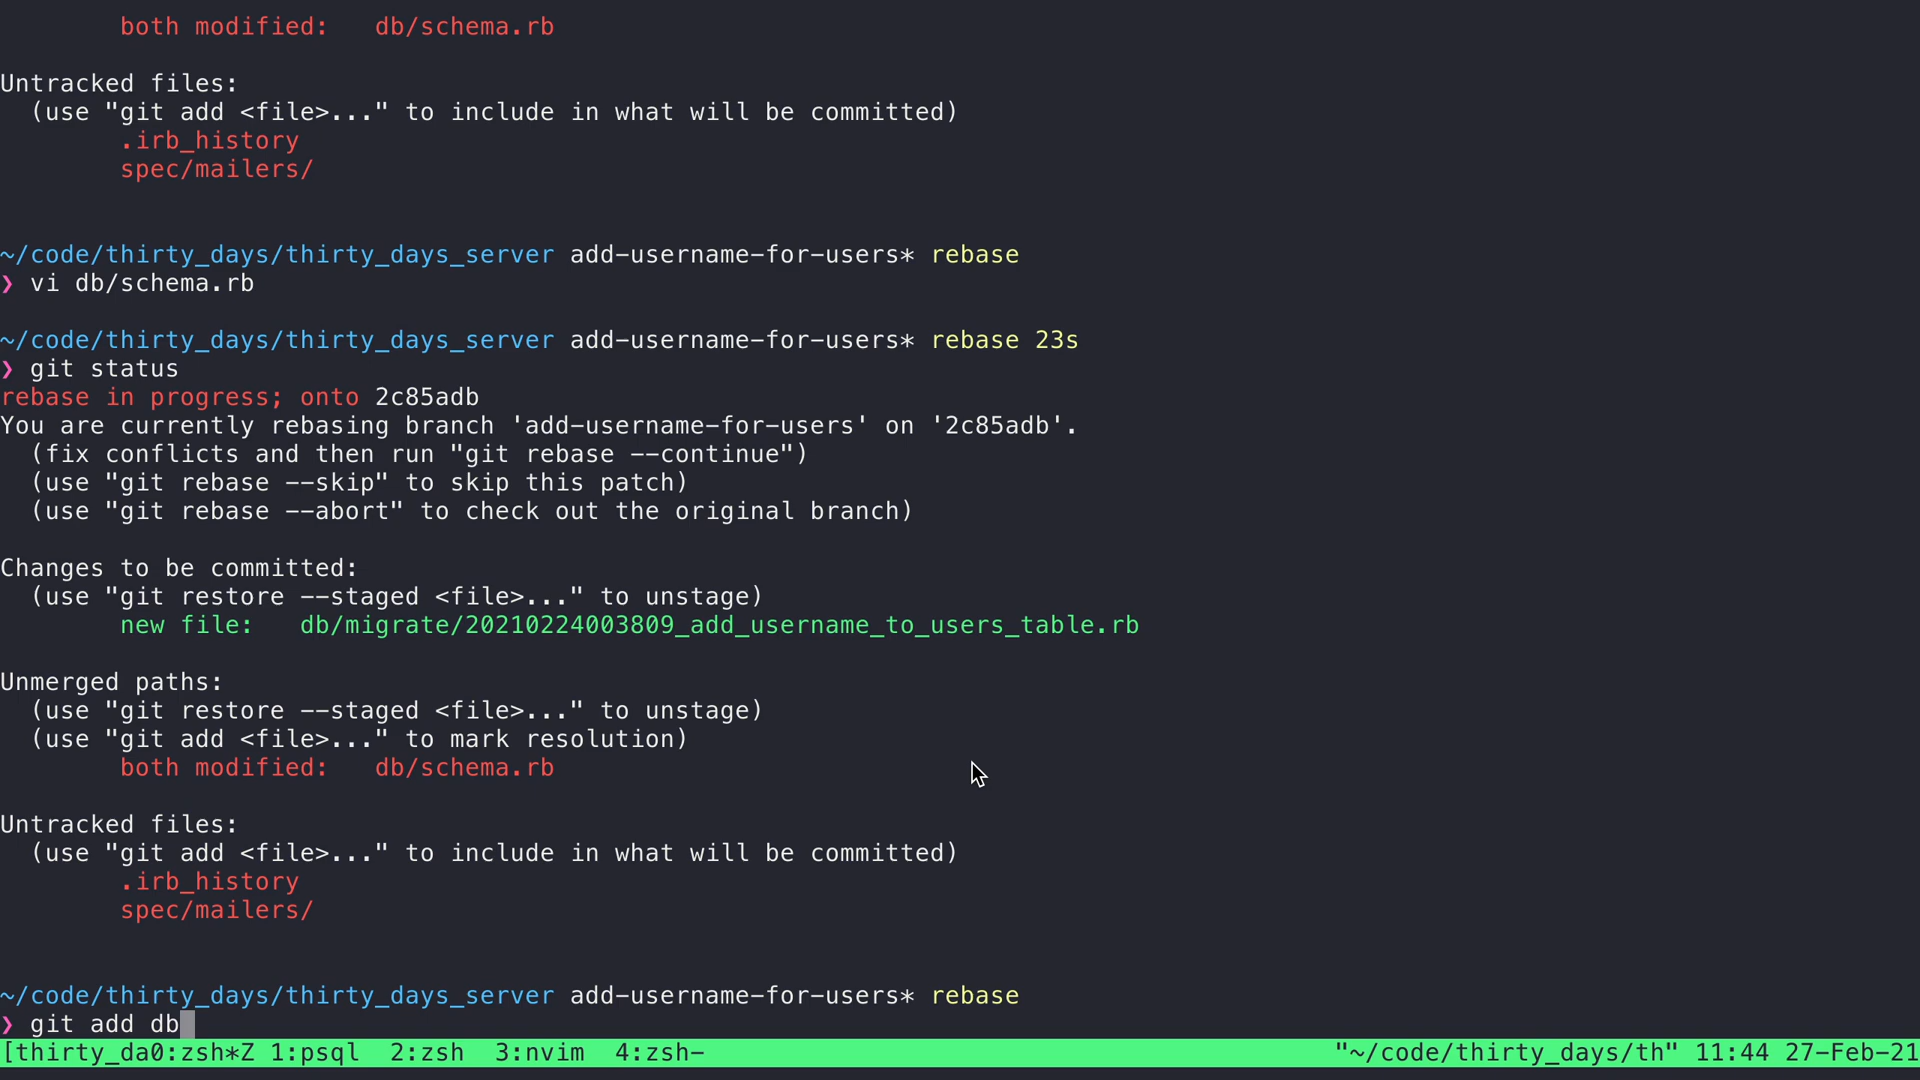 both modified:   db/schema.rb
Untracked files:
(use "git add <file>..." to include in what will be committed)
.irb_history
spec/mailers/
~/code/thirty_days/thirty_days_server add-username-for-users* rebase
❯ vi db/schema.rb
~/code/thirty_days/thirty_days_server add-username-for-users* rebase 23s
❯ git status
rebase in progress; onto 2c85adb
You are currently rebasing branch 'add-username-for-users' on '2c85adb'.
(fix conflicts and then run "git rebase --continue")
(use "git rebase --skip" to skip this patch)
(use "git rebase --abort" to check out the original branch)
Changes to be committed:
(use "git restore --staged <file>..." to unstage)
new file:   db/migrate/20210224003809_add_username_to_users_table.rb
Unmerged paths:
(use "git restore --staged <file>..." to unstage)
(use "git add <file>..." to mark resolution)
both modified:   db/schema.rb
Untracked files:
(use "git add <file>..." to include in what will be committed)
.irb_history
spec/mailers/
~/code/thirty_days/thirty_days_server add-username-for-users* rebase
❯ git add db
[thirty_da0:zsh*Z 1:psql  2:zsh  3:nvim  4:zsh-  "~/code/thirty_days/th" 11:44 27-Feb-21